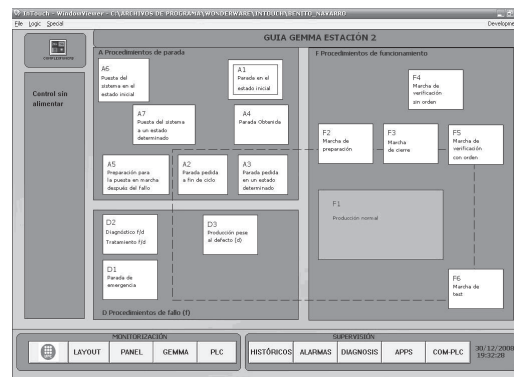 InTouch - WindowViewer - C:\ARCHIVOS DE PROGRAMA\WONDERWARE\INTOUCH\BENITO_NAVARRO
File Logic Special
Developme
GUIA GEMMA ESTACIÓN 2
Control sin
alimentar
A Procedimientos de parada
A6
Puesta del
sistema en el
estado inicial
A1
Parada en el
estado inicial
A7
Puesta del sistema
a un estado
determinado
A4
Parada Obtenida
A5
Preparación para
la puesta en marcha
después del fallo
A2
Parada pedida
a fin de ciclo
A3
Parada pedida
en un estado
determinado
F Procedimientos de funcionamiento
F4
Marcha de
verificación
sin orden
F2
Marcha de
preparación
F3
Marcha
de cierre
F5
Marcha de
verificación
con orden
F1
Producción normal
F6
Marcha de
test
D2
Diagnóstico f/d
Tratamiento f/d
D3
Producción pese
al defecto (d)
D1
Parada de
emergencia
D Procedimientos de fallo (f)
MONITORIZACIÓN
LAYOUT PANEL GEMMA PLC
SUPERVISIÓN
HISTÓRICOS ALARMAS DIAGNOSIS APPS COM-PLC
30/12/2008
19:32:28